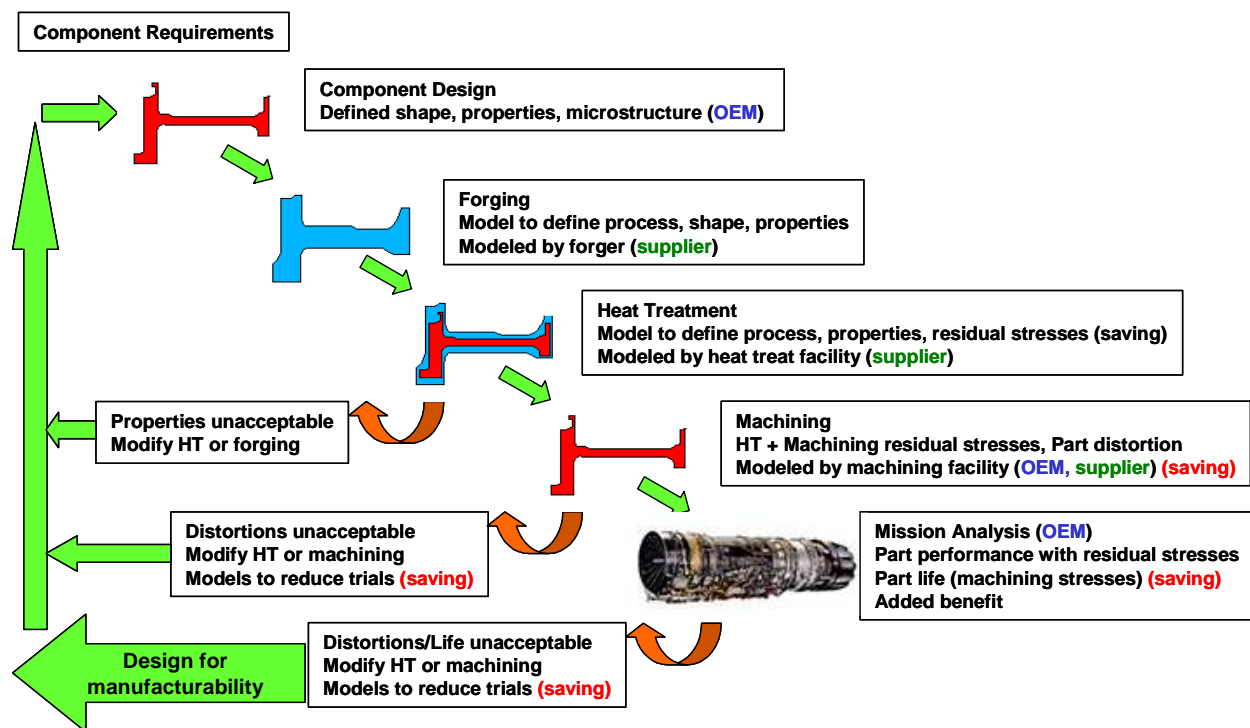 Component Requirements
Component Design
Defined shape, properties, microstructure (OEM)
Forging
Model to define process, shape, properties
Modeled by forger (supplier)
Heat Treatment
Model to define process, properties, residual stresses (saving)
Modeled by heat treat facility (supplier)
Properties unacceptable
Modify HT or forging
Machining
HT + Machining residual stresses, Part distortion
Modeled by machining facility (OEM, supplier) (saving)
Distortions unacceptable
Modify HT or machining
Models to reduce trials (saving)
Mission Analysis (OEM)
Part performance with residual stresses
Part life (machining stresses) (saving)
Added benefit
Distortions/Life unacceptable
Modify HT or machining
Models to reduce trials (saving)
Design for
manufacturability